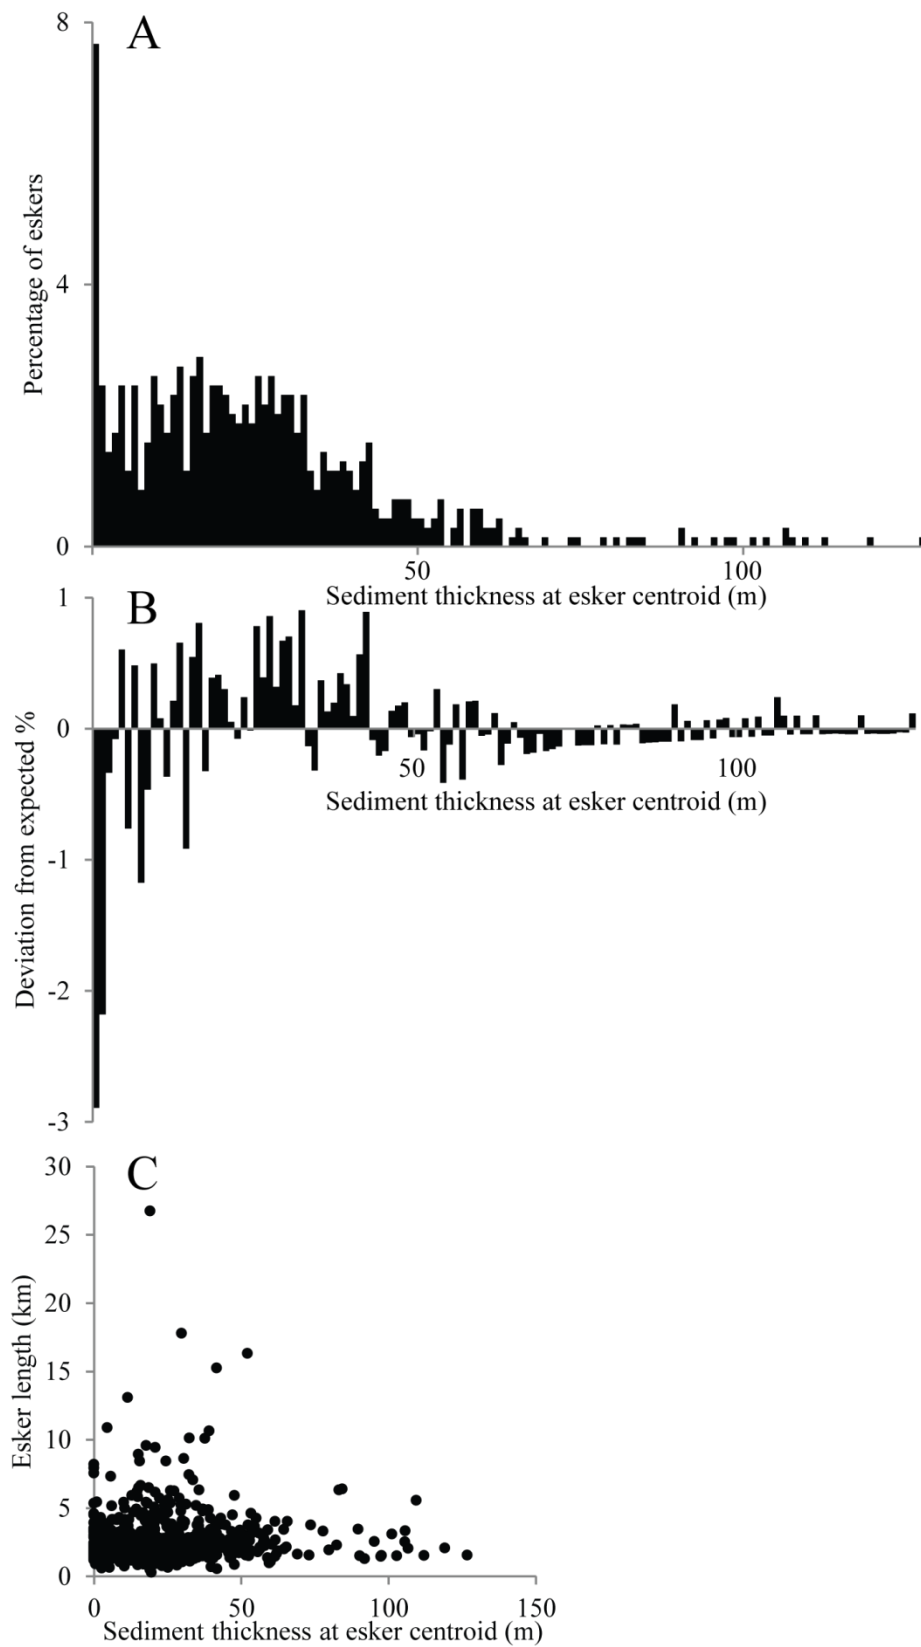 8
A
Percentage of eskers
4
0
50
100
Sediment thickness at esker centroid (m)
1
B
Deviation from expected %
0
50
100
Sediment thickness at esker centroid (m)
-1
-2
-3
30
C
25
20
Esker length (km)
15
10
5
0
0
50
100
150
Sediment thickness at esker centroid (m)